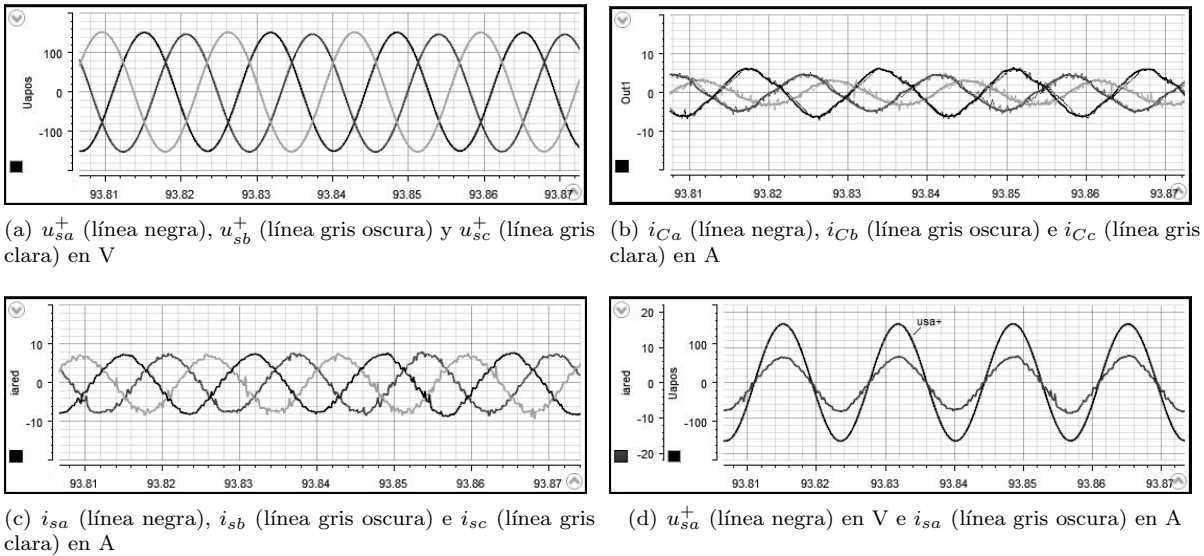 100
0
-100
Uapos
93.81 93.82 93.83 93.84 93.85 93.86 93.87
10
0
-10
Out1
93.81 93.82 93.83 93.84 93.85 93.86 93.87
(a) u⁺sa (línea negra), u⁺sb (línea gris oscura) y u⁺sc (línea gris
clara) en V
(b) iCa (línea negra), iCb (línea gris oscura) e iCc (línea gris
clara) en A
10
0
-10
iared
93.81 93.82 93.83 93.84 93.85 93.86 93.87
20
10
0
-10
-20
iared
100
0
-100
Uapos
usa+
93.81 93.82 93.83 93.84 93.85 93.86 93.87
(c) isa (línea negra), isb (línea gris oscura) e isc (línea gris
clara) en A
(d) u⁺sa (línea negra) en V e isa (línea gris oscura) en A